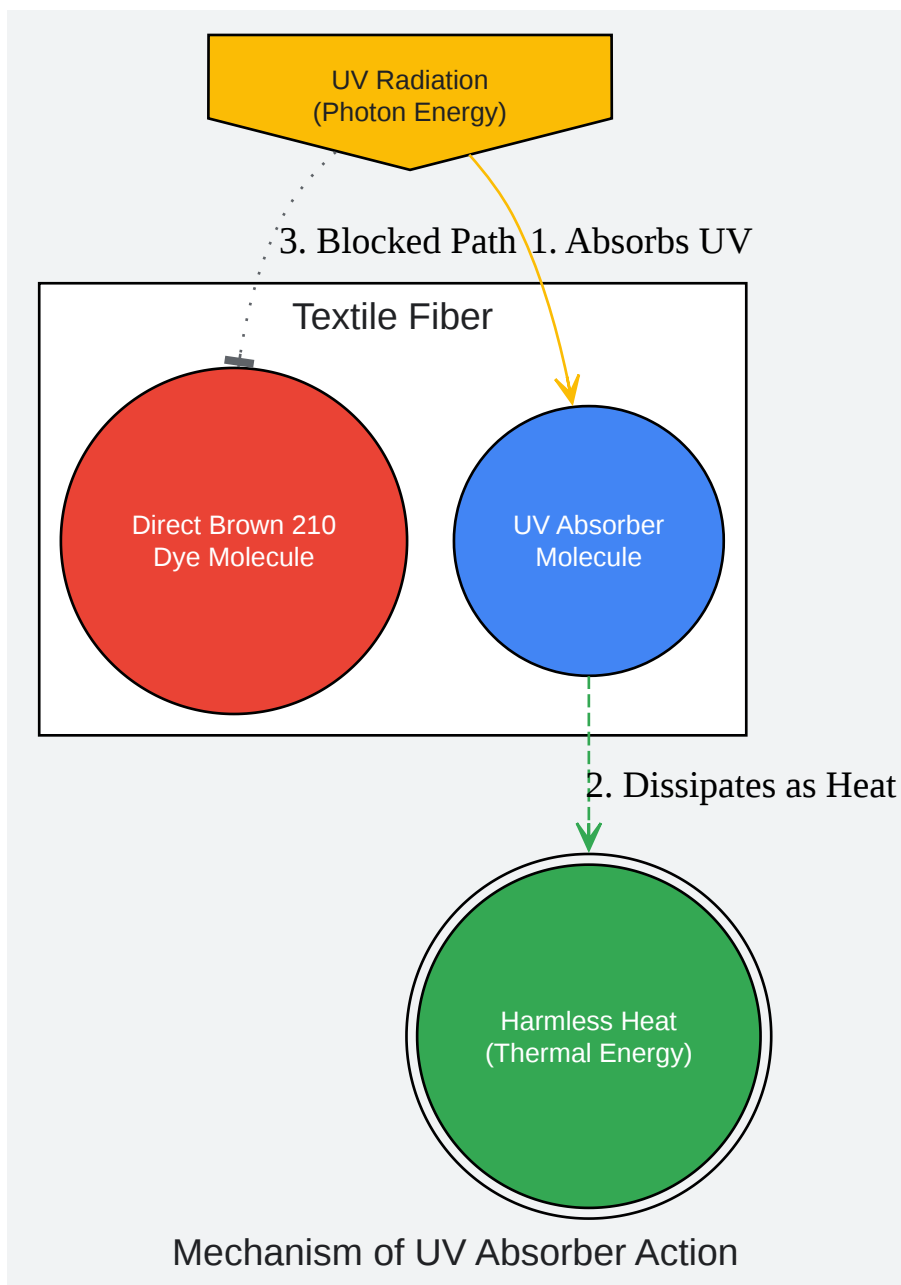 UV Radiation
(Photon Energy)
3. Blocked Path
1. Absorbs UV
Textile Fiber
Direct Brown 210
Dye Molecule
UV Absorber
Molecule
2. Dissipates as Heat
Harmless Heat
(Thermal Energy)
Mechanism of UV Absorber Action